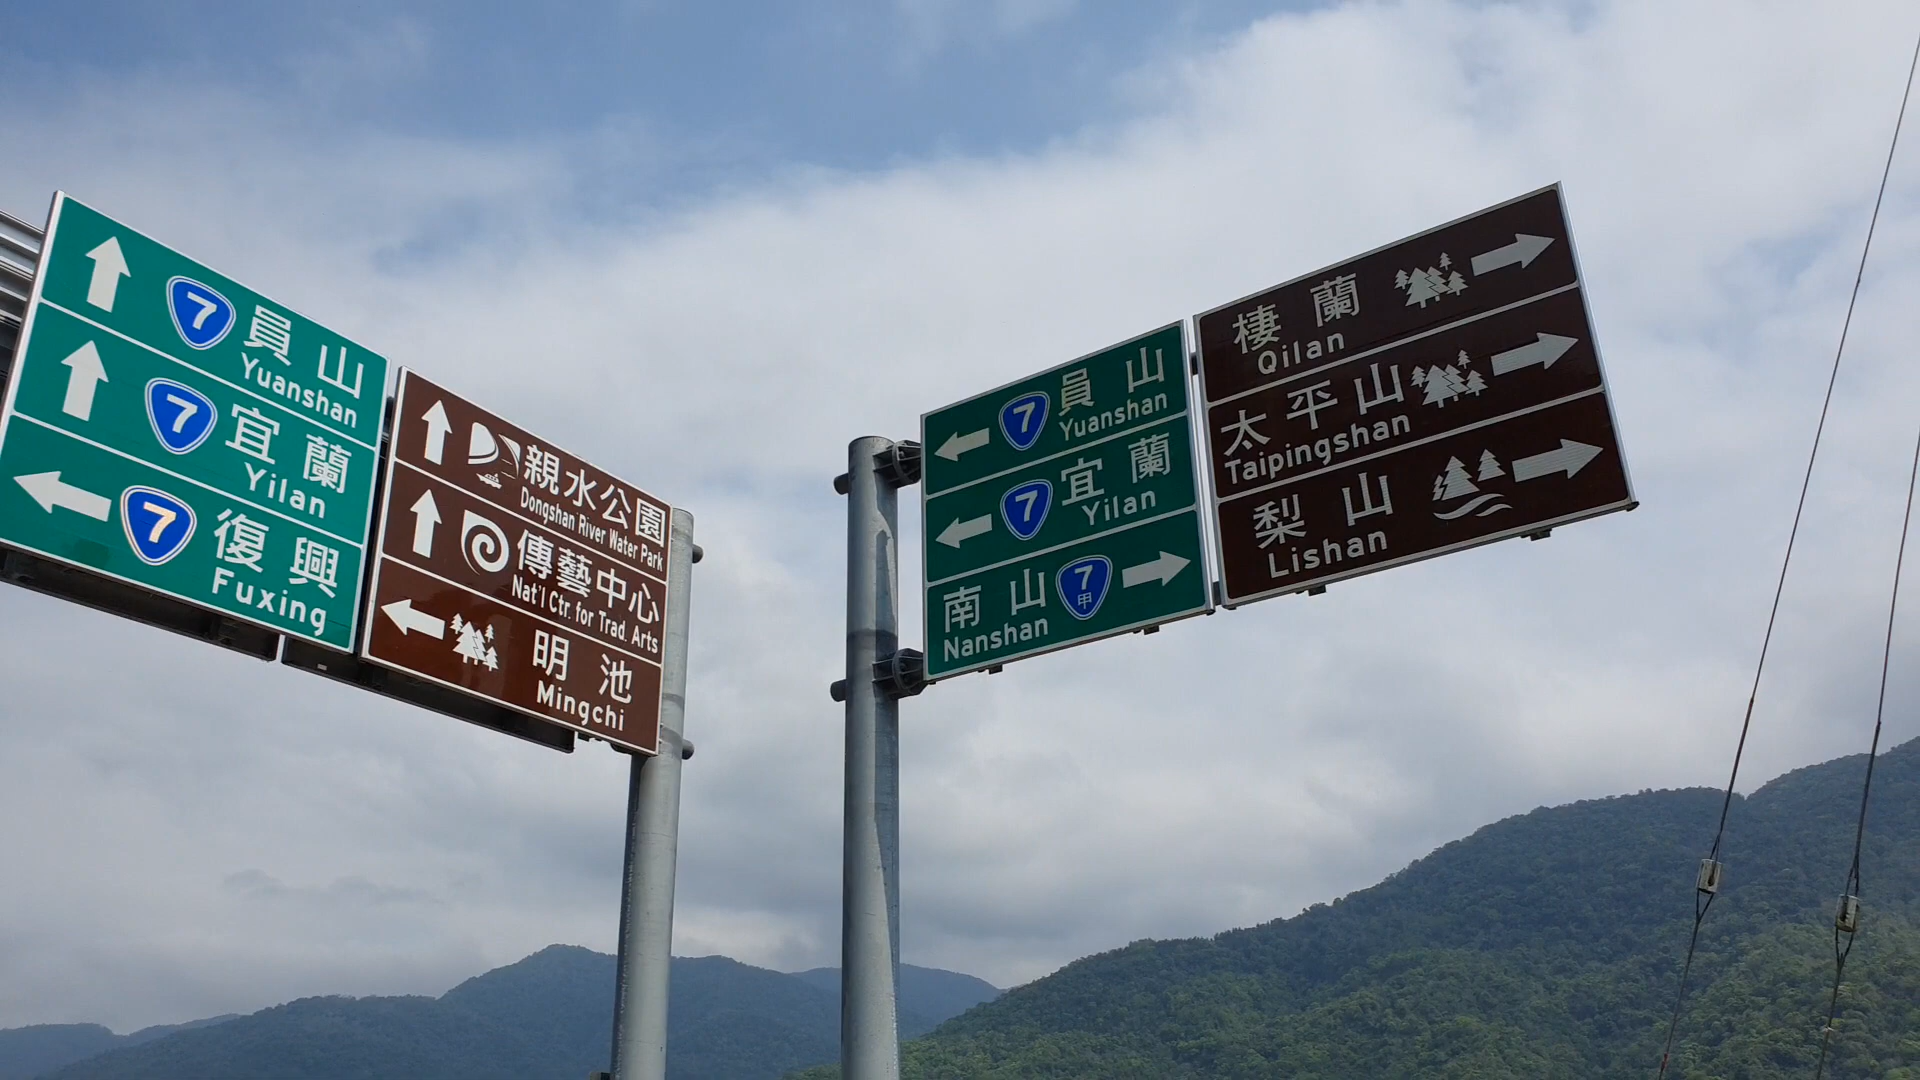 7 員山
Yuanshan
7 宜蘭
Yilan
7 復興
Fuxing
親水公園
Dongshan River Water Park
傳藝中心
Nat'l Ctr. for Trad. Arts
明池
Mingchi
7 員山
Yuanshan
7 宜蘭
Yilan
南山 7甲
Nanshan
棲蘭
Qilan
太平山
Taipingshan
梨山
Lishan